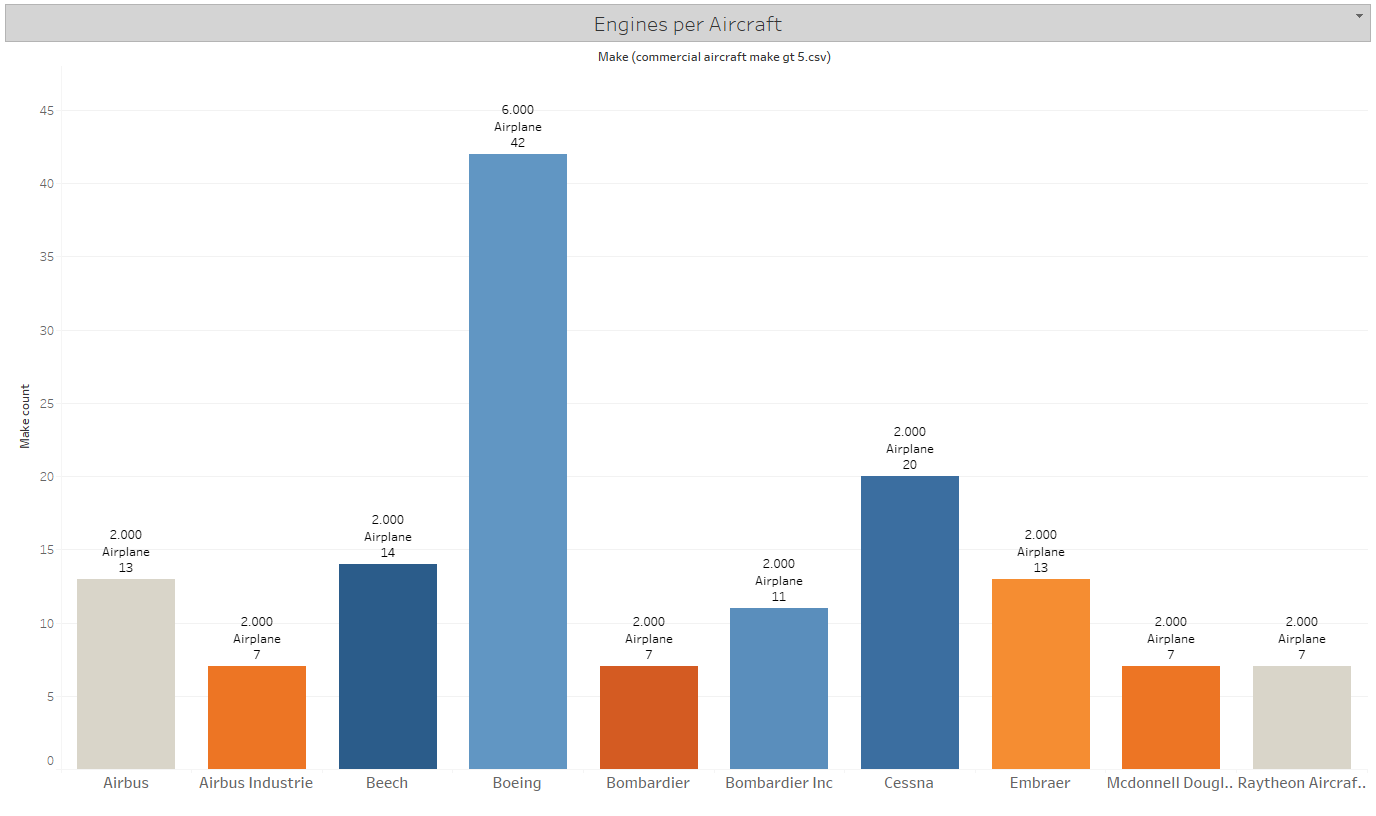 Engines per Aircraft
Make (commercial aircraft make gt 5.csv)
Make count
45
40
35
30
25
20
15
10
5
0
2.000
Airplane
13
2.000
Airplane
7
2.000
Airplane
14
6.000
Airplane
42
2.000
Airplane
7
2.000
Airplane
11
2.000
Airplane
20
2.000
Airplane
13
2.000
Airplane
7
2.000
Airplane
7
Airbus
Airbus Industrie
Beech
Boeing
Bombardier
Bombardier Inc
Cessna
Embraer
Mcdonnell Dougl..
Raytheon Aircraf..